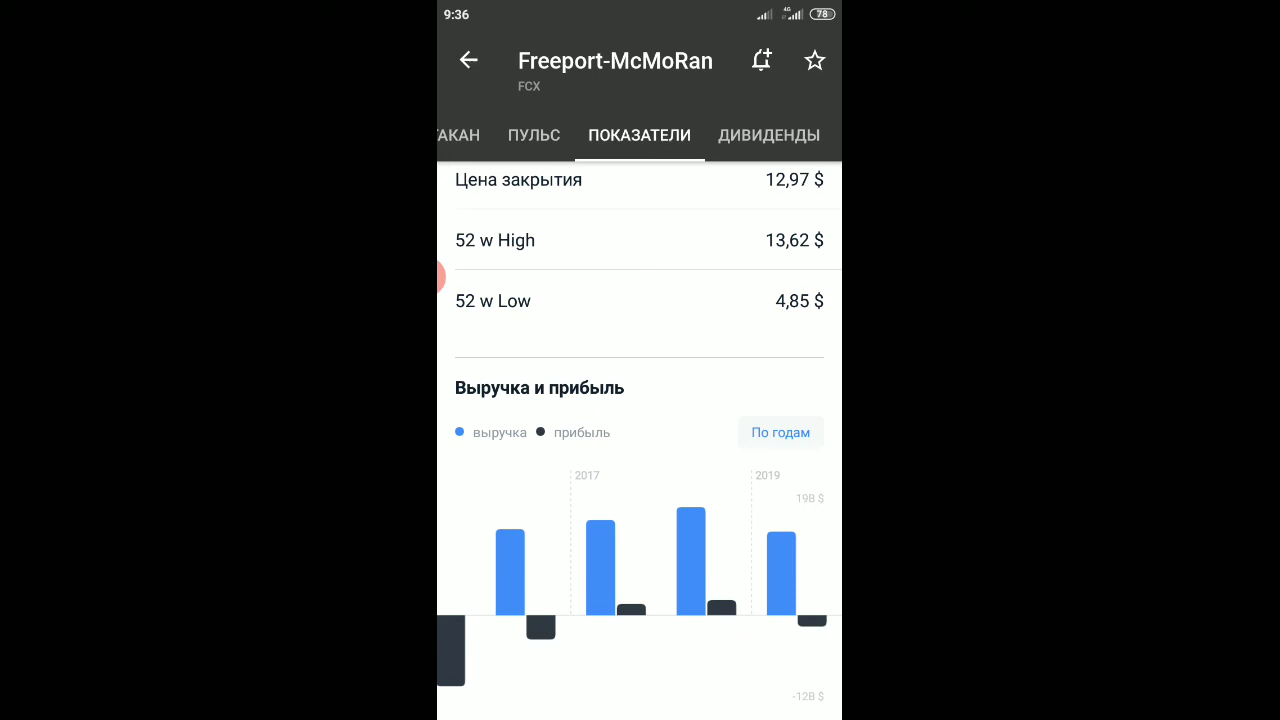 9:36
4G
78
Freeport-McMoRan
FCX
ТАКАН ПУЛЬС ПОКАЗАТЕЛИ ДИВИДЕНДЫ
Цена закрытия 12,97 $
52 w High 13,62 $
52 w Low 4,85 $
Выручка и прибыль
выручка прибыль По годам
2017 2019
19B $
-12B $